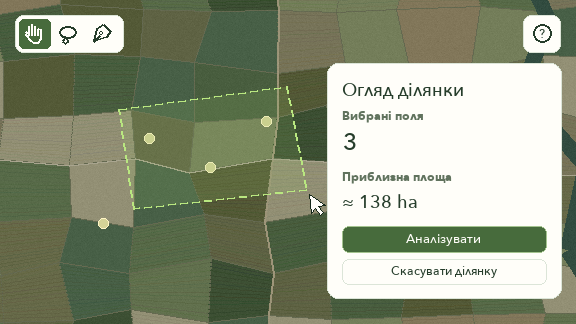 ?
Огляд ділянки
Вибрані поля
3
Приблизна площа
≈ 138 ha
Аналізувати
Скасувати ділянку